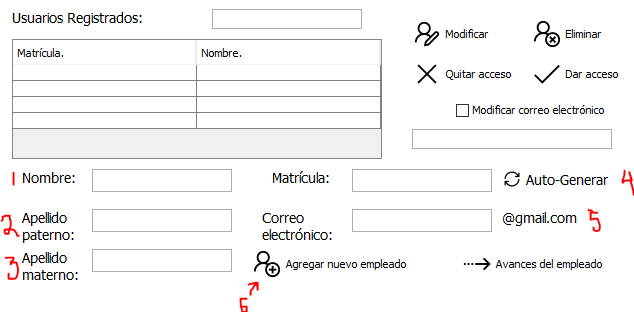 Usuarios Registrados:
Modificar
Eliminar
Matrícula.
Nombre.
Quitar acceso
Dar acceso
Modificar correo electrónico
1 Nombre:
Matrícula:
Auto-Generar 4
2 Apellido
paterno:
Correo
electrónico:
@gmail.com 5
3 Apellido
materno:
Agregar nuevo empleado
Avances del empleado
6